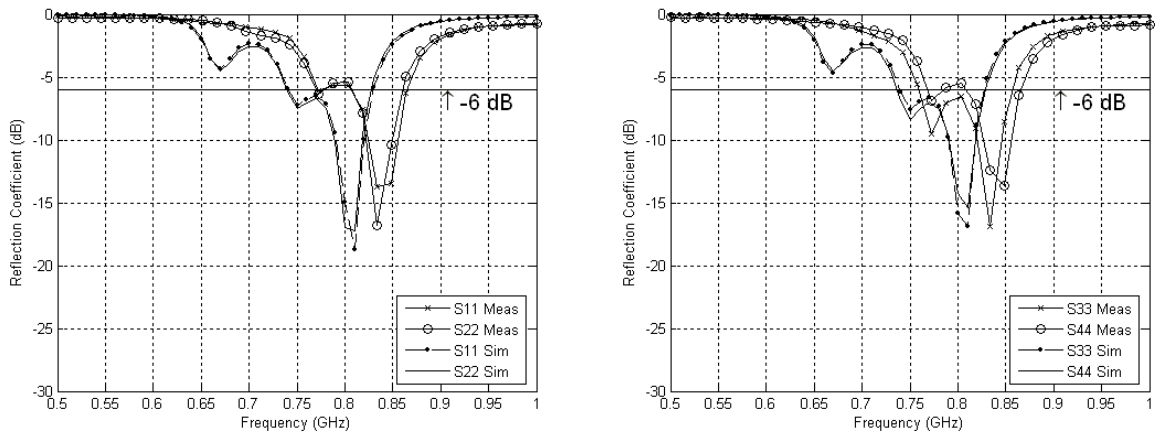 0
-5
-10
-15
-20
-25
-30
Reflection Coefficient (dB)
↑ -6 dB
S11 Meas
S22 Meas
S11 Sim
S22 Sim
0.5 0.55 0.6 0.65 0.7 0.75 0.8 0.85 0.9 0.95 1
Frequency (GHz)
0
-5
-10
-15
-20
-25
-30
Reflection Coefficient (dB)
↑ -6 dB
S33 Meas
S44 Meas
S33 Sim
S44 Sim
0.5 0.55 0.6 0.65 0.7 0.75 0.8 0.85 0.9 0.95 1
Frequency (GHz)